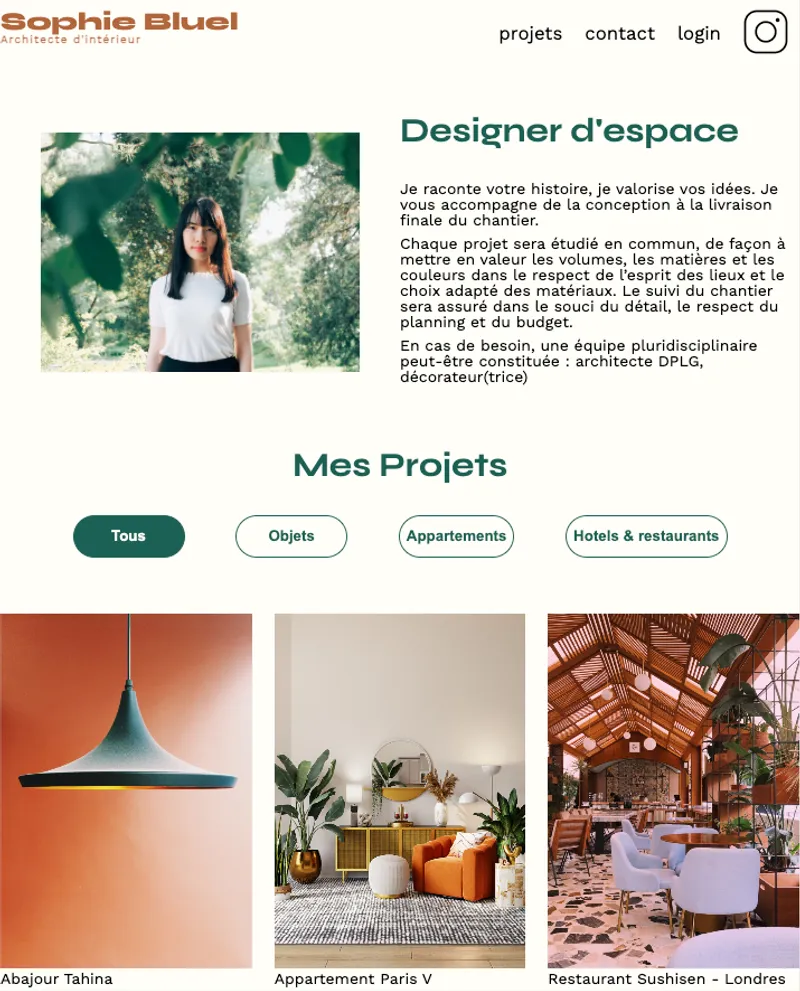 Sophie Bluel
Architecte d'intérieur
projets contact login
Designer d'espace
Je raconte votre histoire, je valorise vos idées. Je
vous accompagne de la conception à la livraison
finale du chantier.
Chaque projet sera étudié en commun, de façon à
mettre en valeur les volumes, les matières et les
couleurs dans le respect de l’esprit des lieux et le
choix adapté des matériaux. Le suivi du chantier
sera assuré dans le souci du détail, le respect du
planning et du budget.
En cas de besoin, une équipe pluridisciplinaire
peut-être constituée : architecte DPLG,
décorateur(trice)
Mes Projets
Tous Objets Appartements Hotels & restaurants
Abajour Tahina Appartement Paris V Restaurant Sushisen - Londres